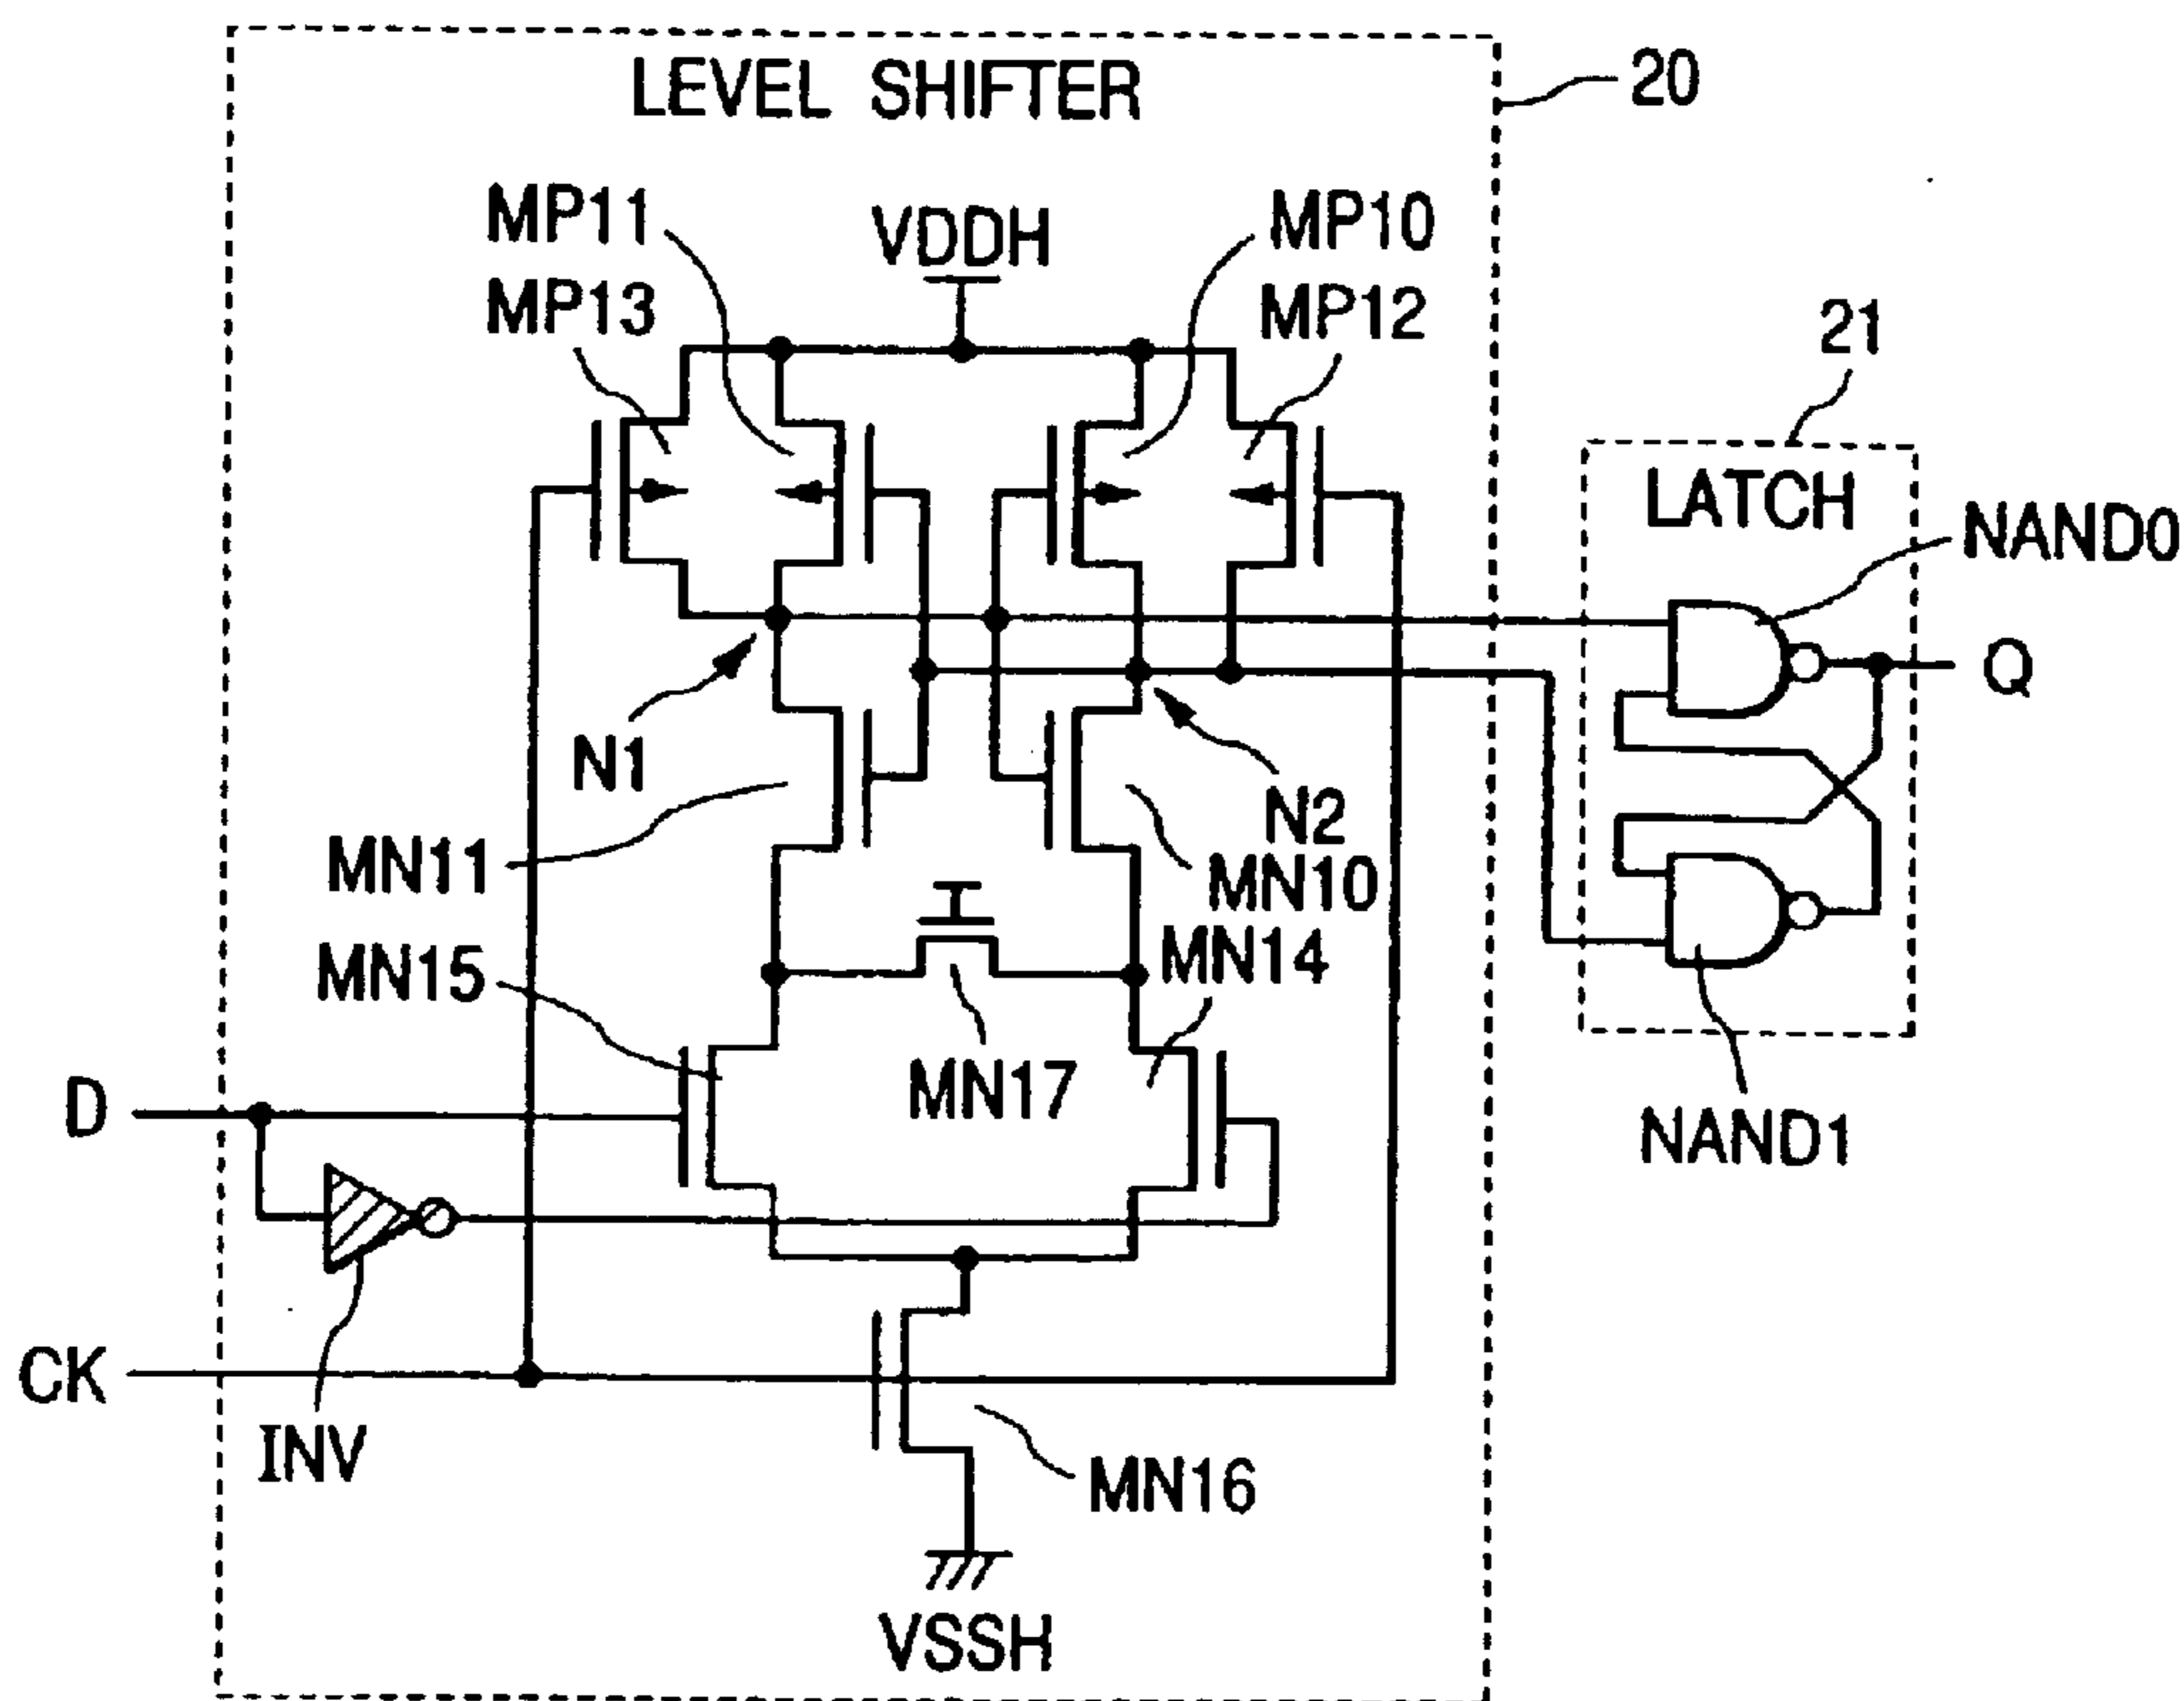 LEVEL SHIFTER
20
MP11
VDDH
MP10
MP13
MP12
21
LATCH
NAND0
Q
N1
N2
MN11
MN10
MN15
MN14
MN17
D
NAND1
CK
INV
MN16
VSSH